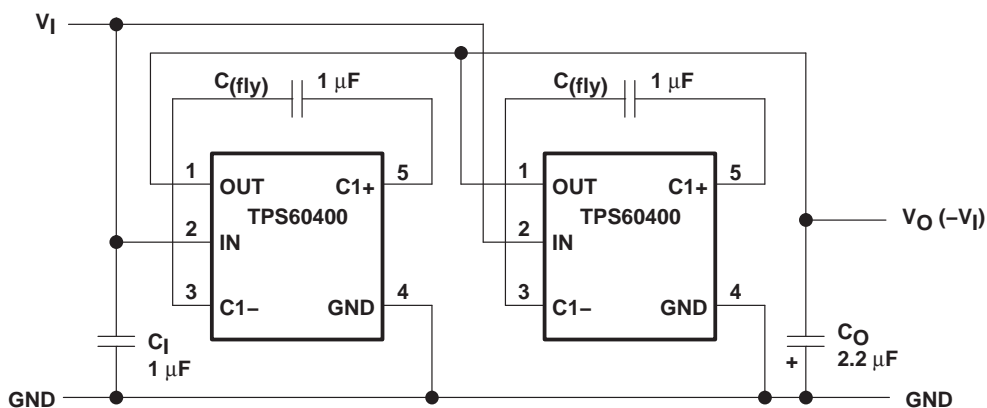 VI
C(fly) 1 µF
C(fly) 1 µF
1 OUT C1+ 5
TPS60400
2 IN
3 C1− GND 4
1 OUT C1+ 5
TPS60400
2 IN
3 C1− GND 4
VO (−VI)
CI
1 µF
CO
2.2 µF
+
GND
GND